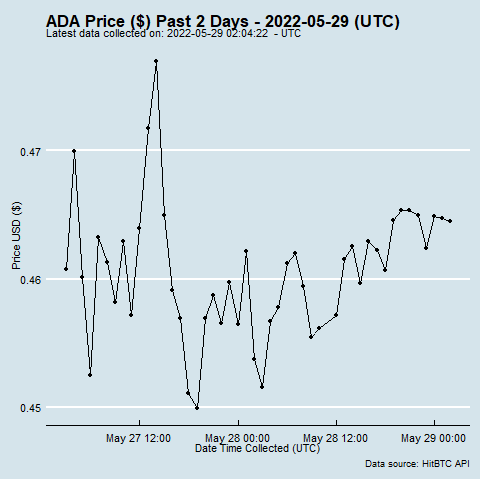 ADA Price ($) Past 2 Days - 2022-05-29 (UTC)
Latest data collected on: 2022-05-29 02:04:22 - UTC
0.47
0.46
0.45
Price USD ($)
May 27 12:00 May 28 00:00 May 28 12:00 May 29 00:00
Date Time Collected (UTC)
Data source: HitBTC API